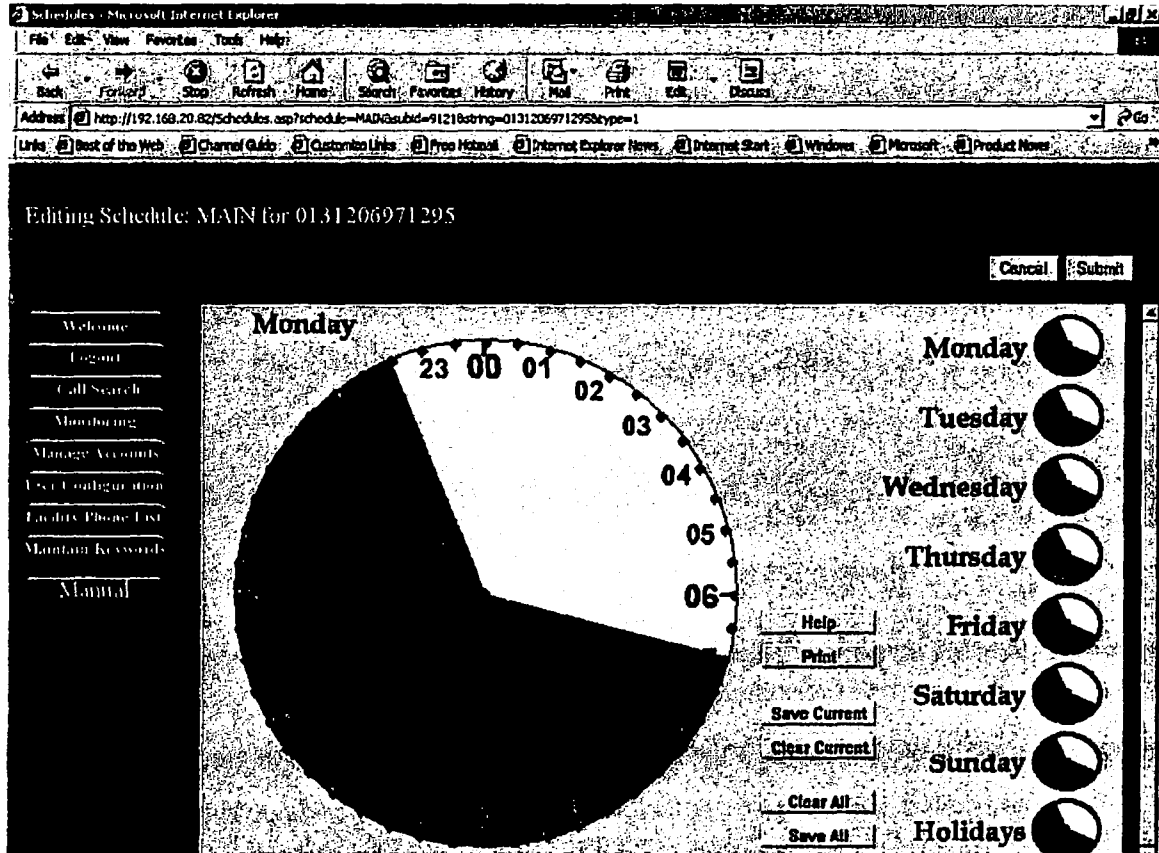 Schedules - Microsoft Internet Explorer
File Edit View Favorites Tools Help
Back Forward Stop Refresh Home Search Favorites History Mail Print Edit Discuss
Address http://192.168.20.82/Schedules.asp?schedule=MAIN&subid=9121&string=0131206971295&type=1 Go
Links Best of the Web Channel Guide Customize Links Free Hotmail Internet Explorer News Internet Start Windows Microsoft Product News
Editing Schedule: MAIN for 0131206971295
Cancel Submit
Welcome
Logout
Call Search
Monitoring
Manage Accounts
User Configuration
Facility Phone List
Maintain Keywords
Manual
Monday
23 00 01
02
03
04
05
06
Help
Print
Save Current
Clear Current
Clear All
Save All
Monday
Tuesday
Wednesday
Thursday
Friday
Saturday
Sunday
Holidays